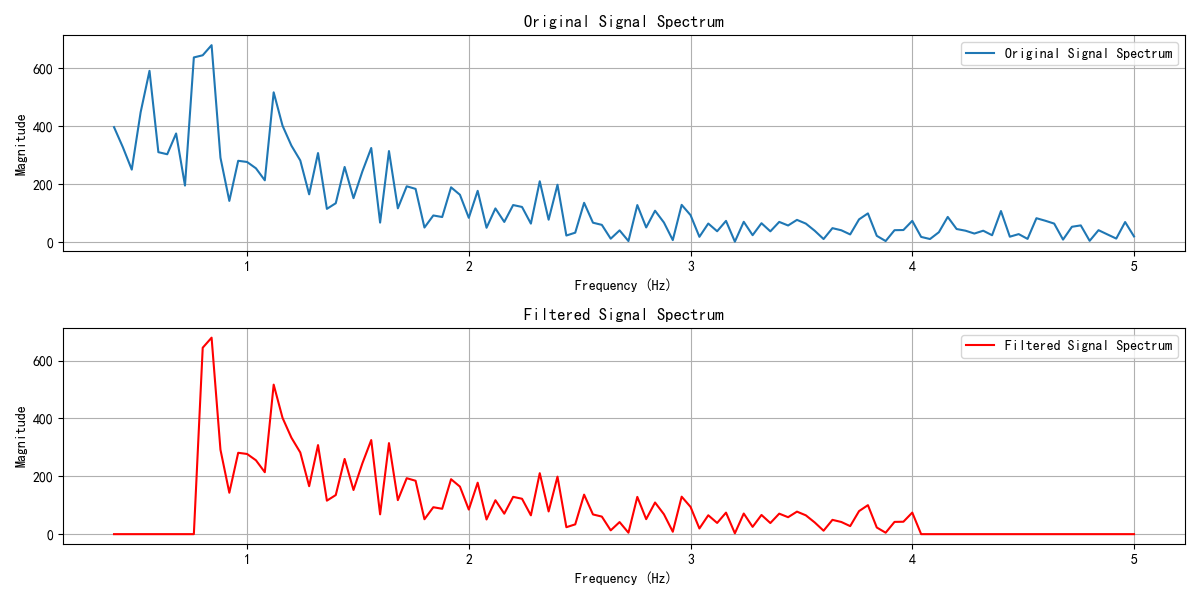 Original Signal Spectrum
Original Signal Spectrum
600
400
200
0
Magnitude
1 2 3 4 5
Frequency (Hz)
Filtered Signal Spectrum
Filtered Signal Spectrum
600
400
200
0
Magnitude
1 2 3 4 5
Frequency (Hz)